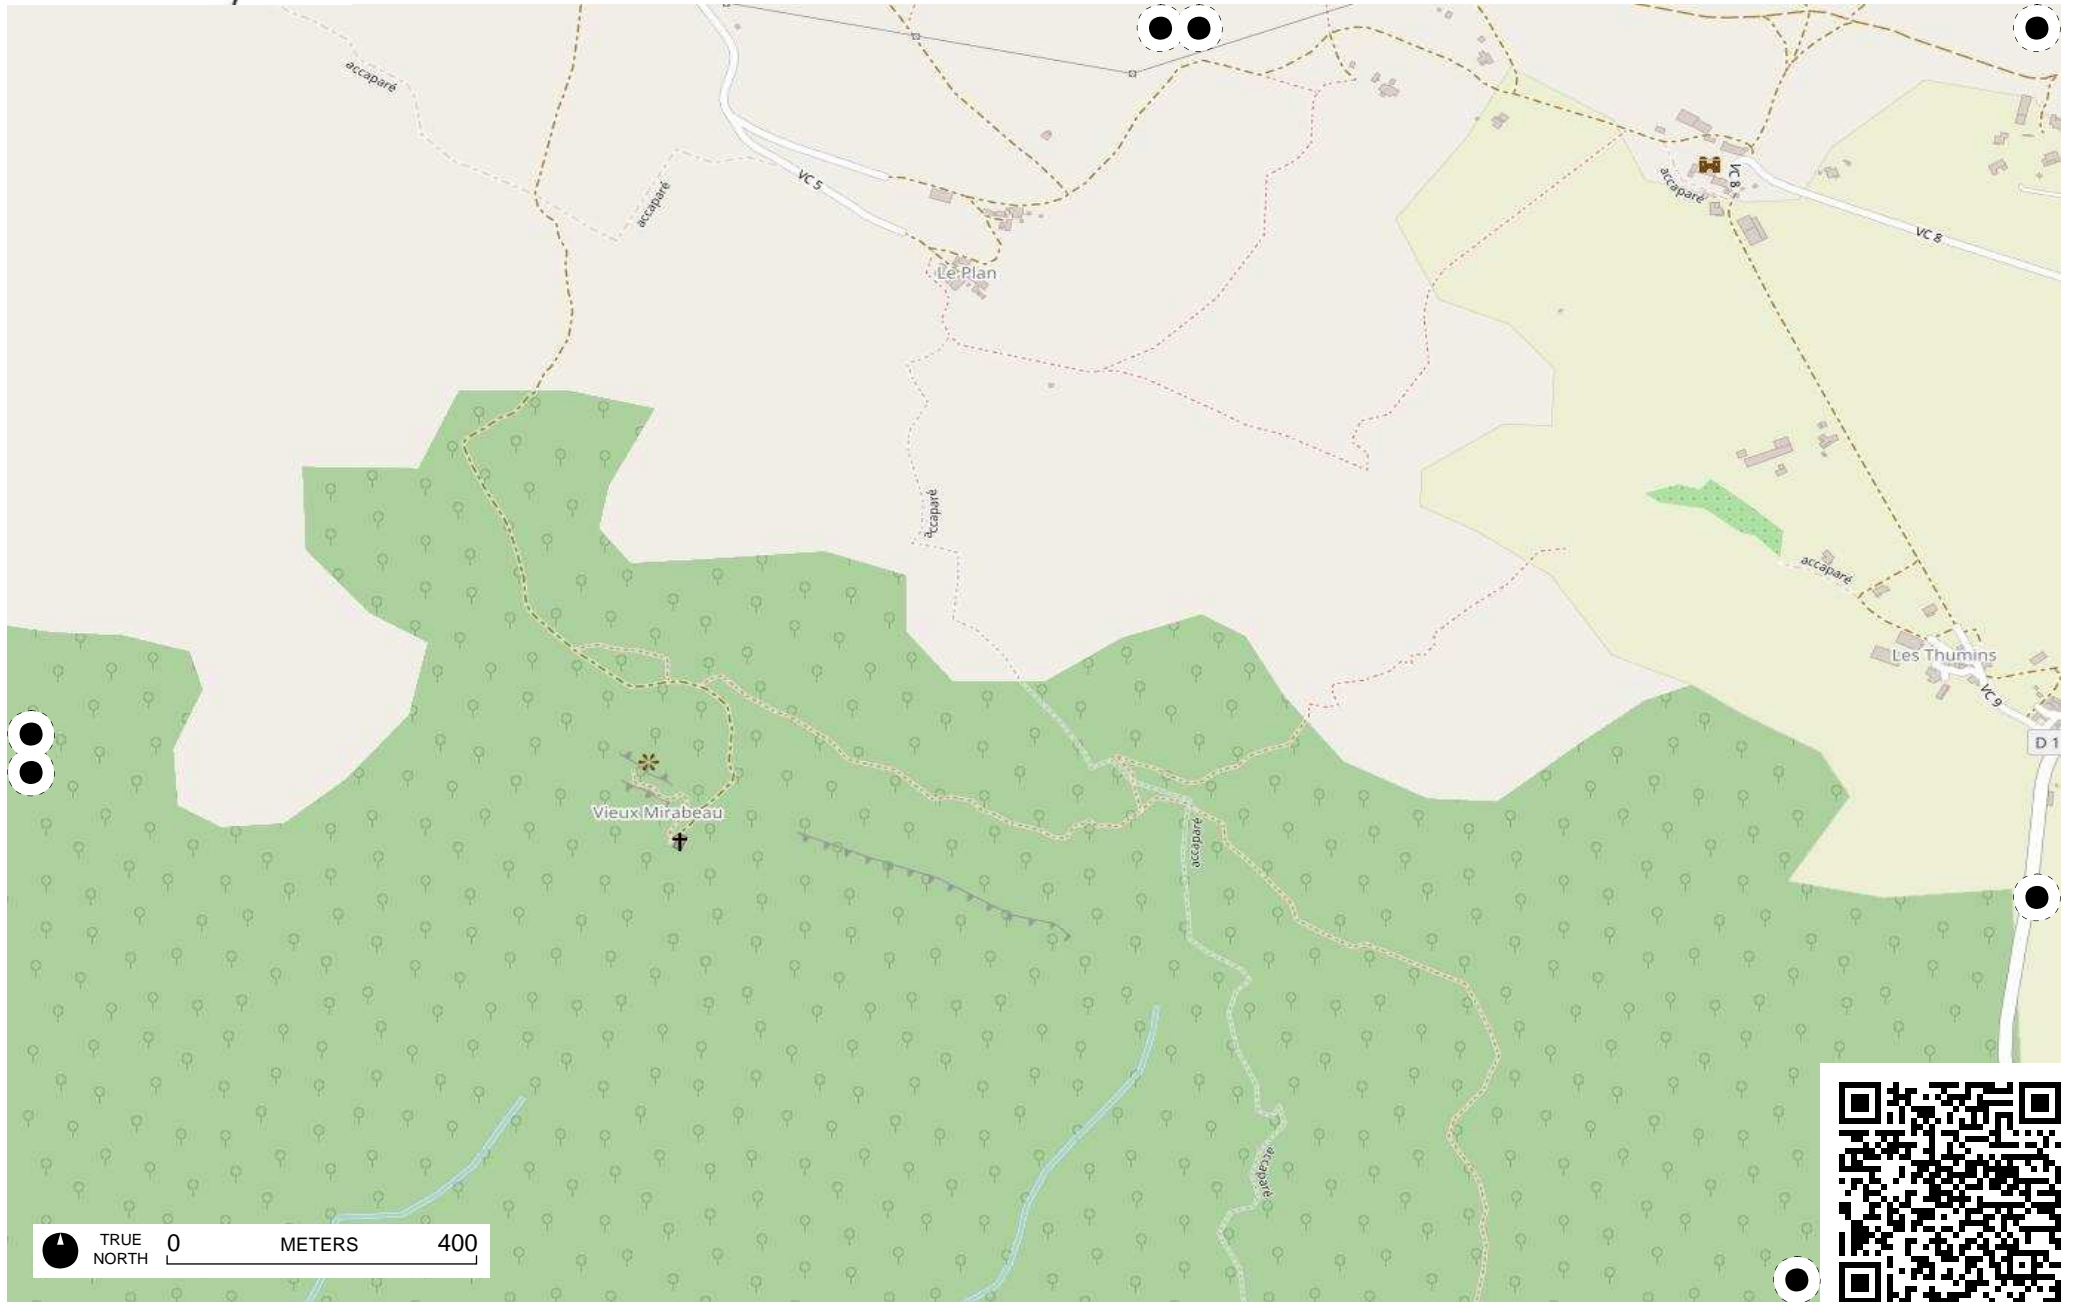 accaparé
accaparé
VC 5
accaparé
VC 8
VC 8
Le Plan
accaparé
accaparé
Les Thumins
VC 9
D 1
Vieux Mirabeau
accaparé
accaparé
TRUE
NORTH
0 METERS 400